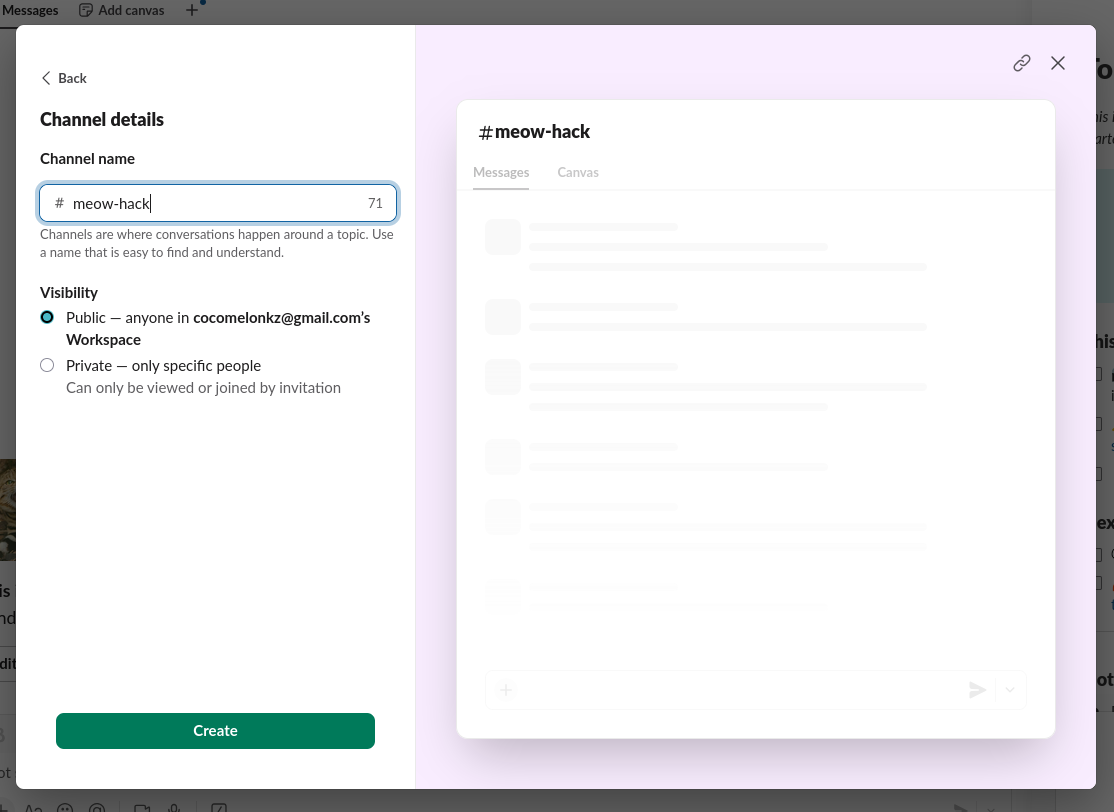 Messages
Add canvas
Back
Channel details
Channel name
# meow-hack 71
Channels are where conversations happen around a topic. Use
a name that is easy to find and understand.
Visibility
Public — anyone in cocomelonkz@gmail.com’s
Workspace
Private — only specific people
Can only be viewed or joined by invitation
Create
#meow-hack
Messages Canvas